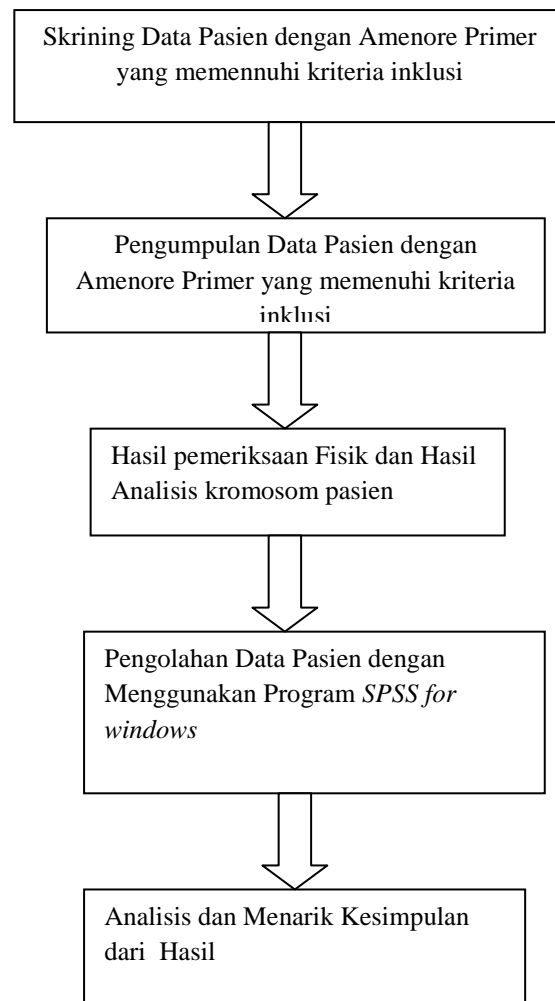 Skrining Data Pasien dengan Amenore Primer
yang memennuhi kriteria inklusi
Pengumpulan Data Pasien dengan
Amenore Primer yang memenuhi kriteria
inklusi
Hasil pemeriksaan Fisik dan Hasil
Analisis kromosom pasien
Pengolahan Data Pasien dengan
Menggunakan Program SPSS for
windows
Analisis dan Menarik Kesimpulan
dari Hasil